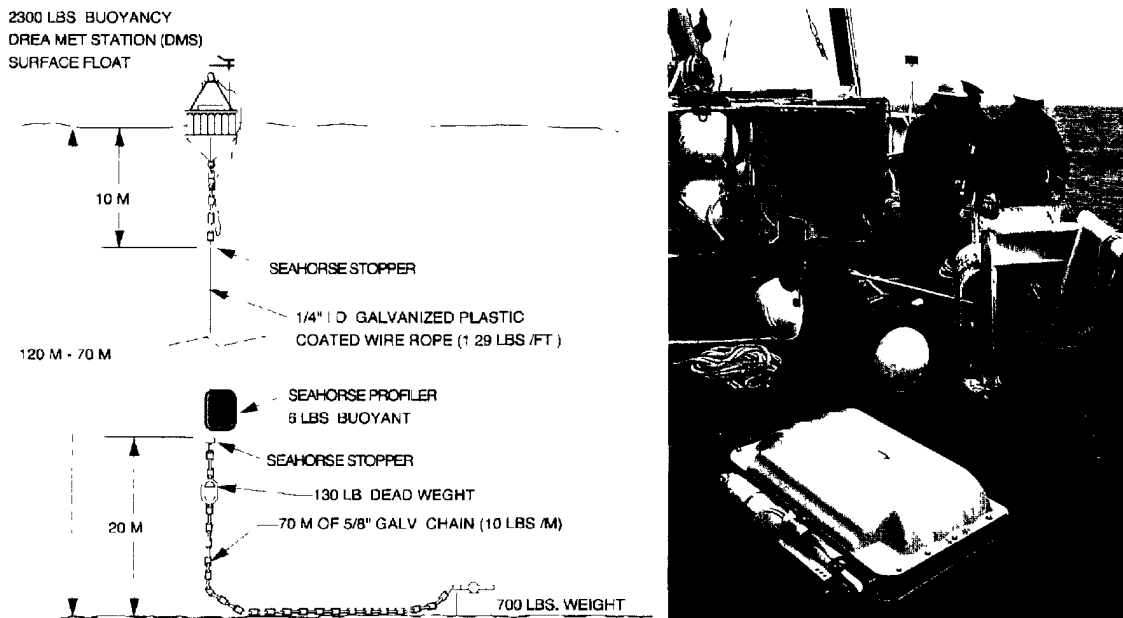 2300 LBS BUOYANCY
DREA MET STATION (DMS)
SURFACE FLOAT
10 M
SEAHORSE STOPPER
1/4" I D GALVANIZED PLASTIC
COATED WIRE ROPE (1 29 LBS /FT )
120 M - 70 M
SEAHORSE PROFILER
6 LBS BUOYANT
SEAHORSE STOPPER
130 LB DEAD WEGHT
20 M
70 M OF 5/8" GALV CHAIN (10 LBS /M)
700 LBS. WEIGHT